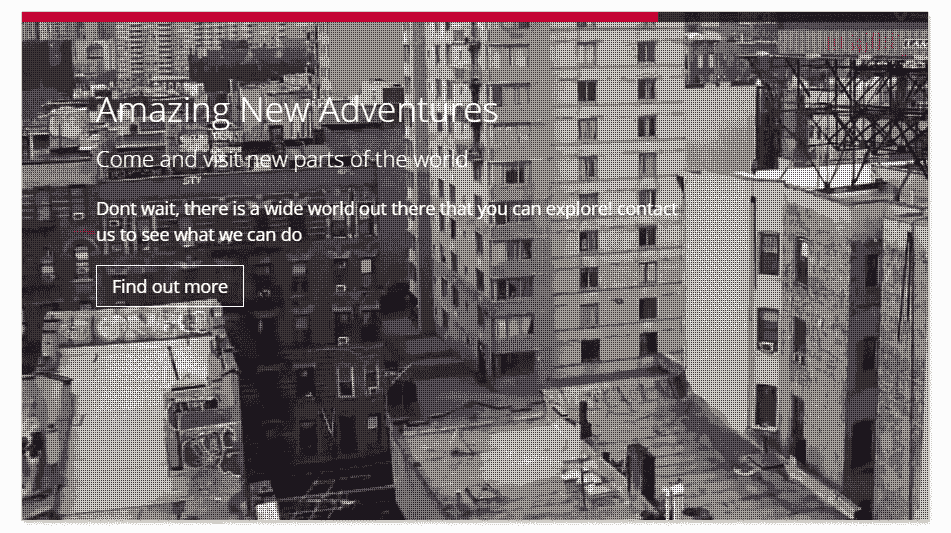 Amazing New Adventures
Come and visit new parts of the world
Dont wait, there is a wide world out there that you can explore! contact
us to see what we can do
Find out more